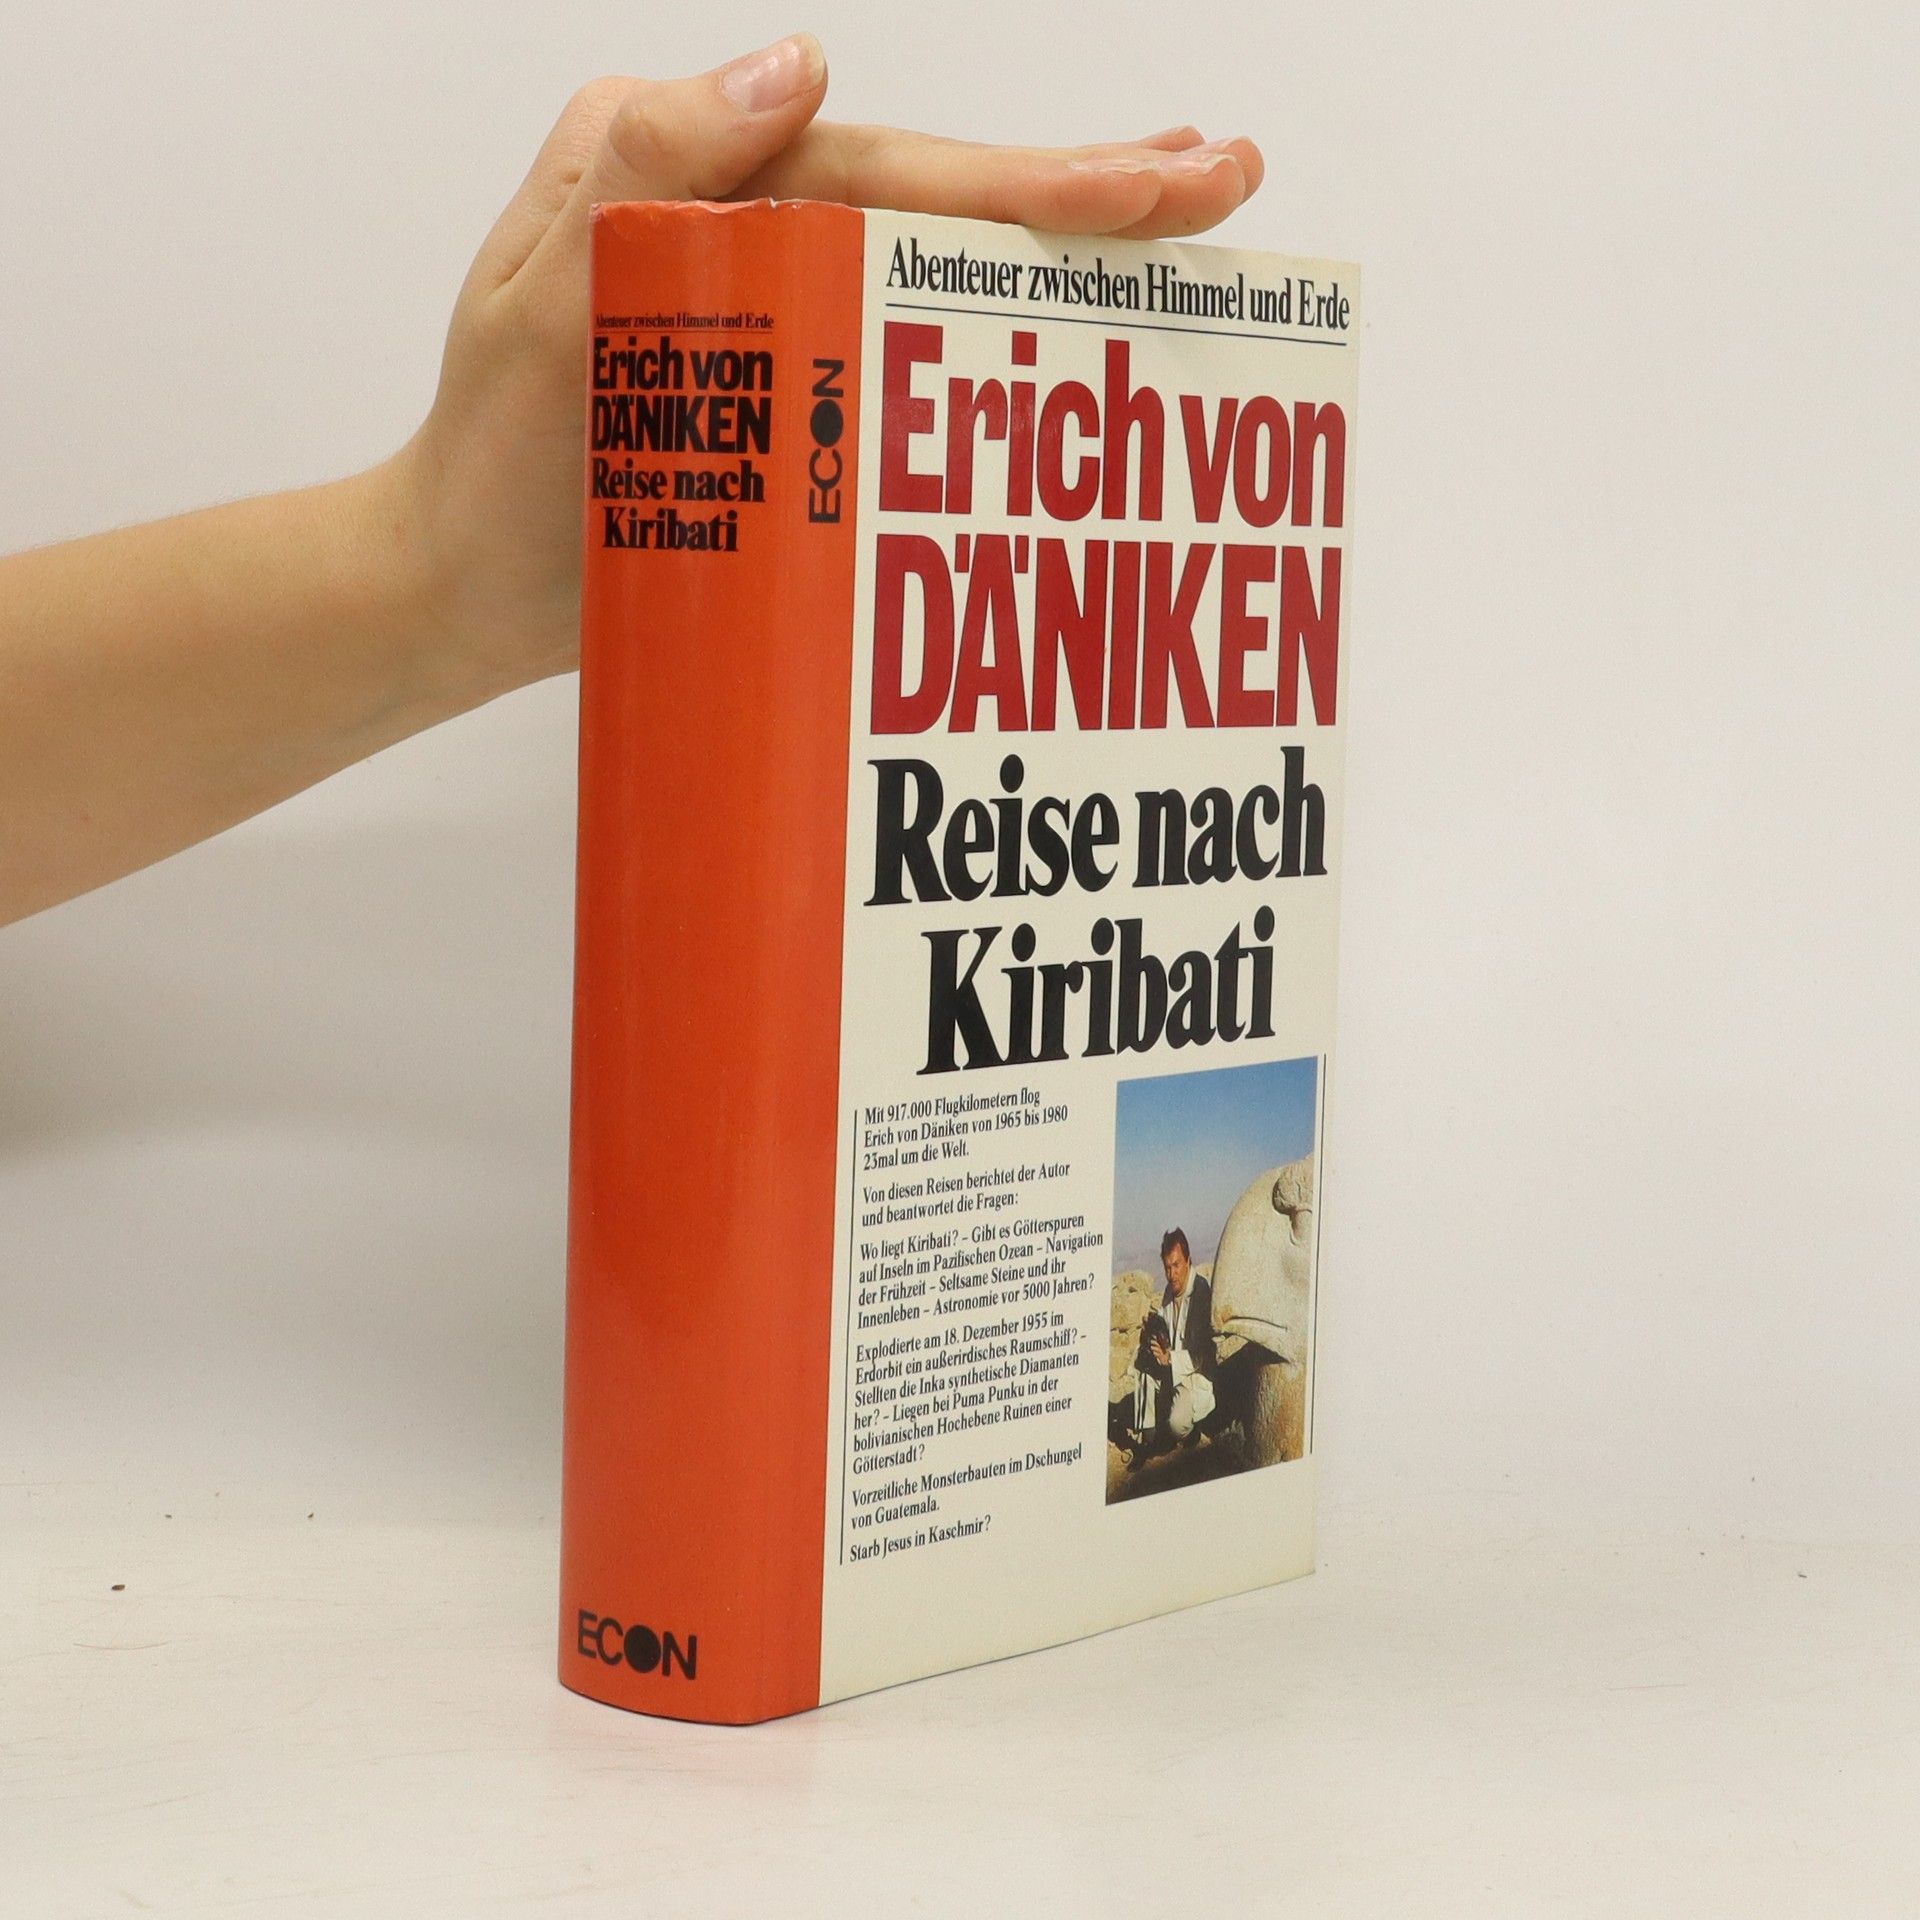 Abenteuer zwischen Himmel und Erde
Erich von
DÄNIKEN
Reise nach
Kiribati
ECON
ECON
Abenteuer zwischen Himmel und Erde
Erich von
DÄNIKEN
Reise nach
Kiribati
Mit 917.000 Flugkilometern flog
Erich von Däniken von 1965 bis 1980
23mal um die Welt.
Von diesen Reisen berichtet der Autor
und beantwortet die Fragen:
Wo liegt Kiribati? – Gibt es Götterspuren
auf Inseln im Pazifischen Ozean – Navigation
der Frühzeit – Seltsame Steine und ihr
Innenleben – Astronomie vor 5000 Jahren?
Explodierte am 18. Dezember 1955 im
Erdorbit ein außerirdisches Raumschiff? –
Stellten die Inka synthetische Diamanten
her? – Liegen bei Puma Punku in der
bolivianischen Hochebene Ruinen einer
Götterstadt?
Vorzeitliche Monsterbauten im Dschungel
von Guatemala.
Starb Jesus in Kaschmir?